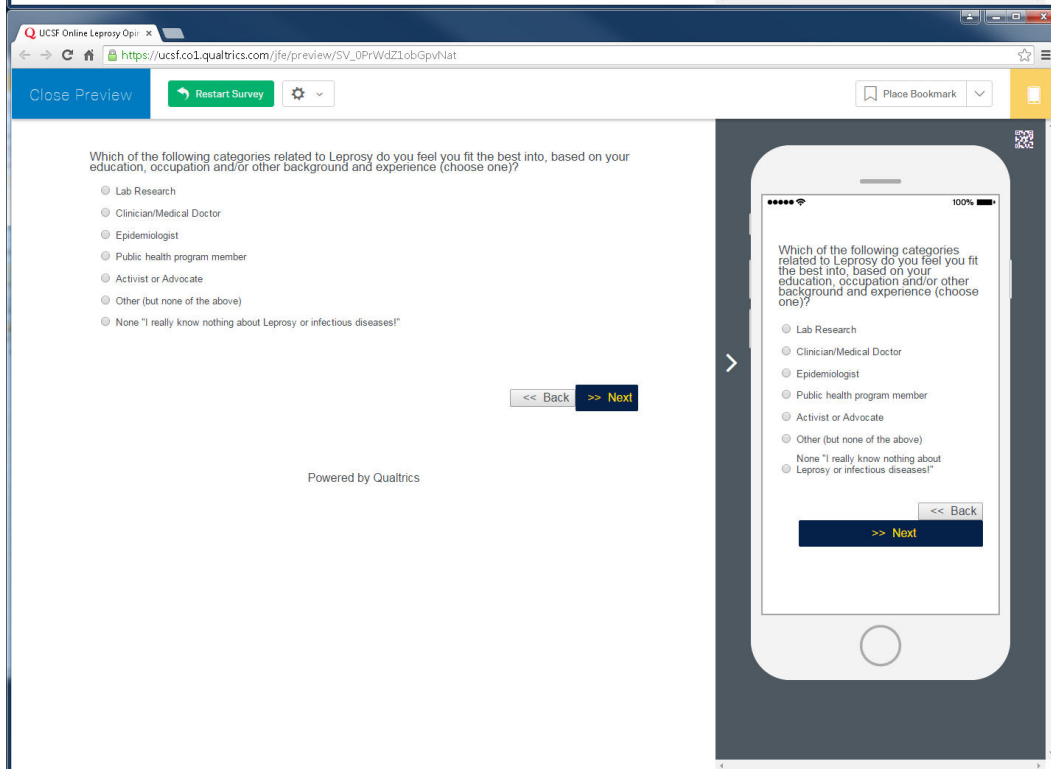 UCSF Online Leprosy Opin
https://ucsf.co1.qualtrics.com/jfe/preview/SV_0PrWdZ1obGpvNat
Close Preview
Restart Survey
Place Bookmark
Which of the following categories related to Leprosy do you feel you fit the best into, based on your
education, occupation and/or other background and experience (choose one)?
Lab Research
Clinician/Medical Doctor
Epidemiologist
Public health program member
Activist or Advocate
Other (but none of the above)
None "I really know nothing about Leprosy or infectious diseases!"
<< Back >> Next
Powered by Qualtrics
100%
Which of the following categories
related to Leprosy do you feel you fit
the best into, based on your
education, occupation and/or other
background and experience (choose
one)?
Lab Research
Clinician/Medical Doctor
Epidemiologist
Public health program member
Activist or Advocate
Other (but none of the above)
None "I really know nothing about
Leprosy or infectious diseases!"
<< Back
>> Next